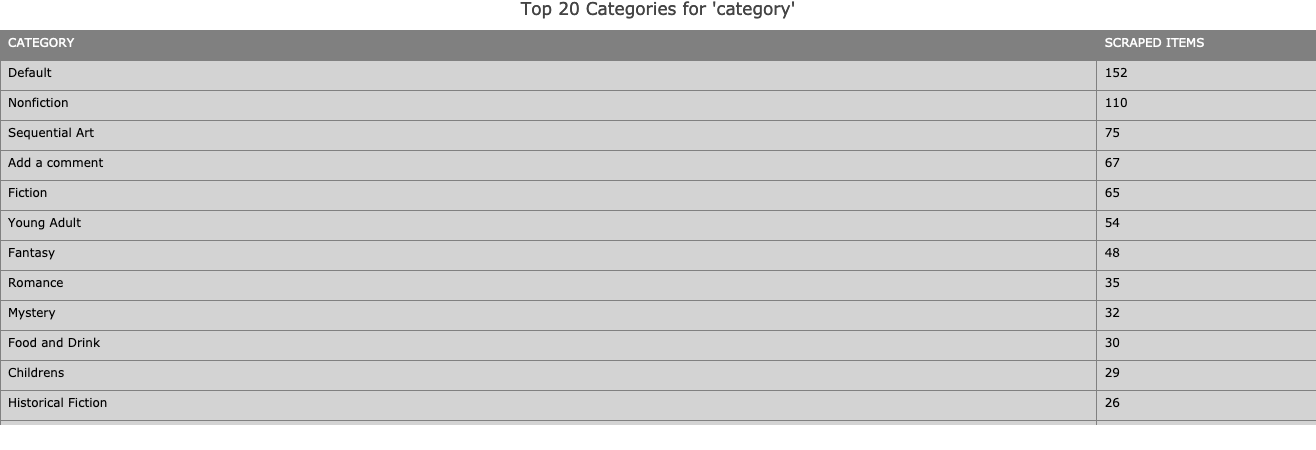 Top 20 Categories for 'category'
CATEGORY SCRAPED ITEMS
Default 152
Nonfiction 110
Sequential Art 75
Add a comment 67
Fiction 65
Young Adult 54
Fantasy 48
Romance 35
Mystery 32
Food and Drink 30
Childrens 29
Historical Fiction 26